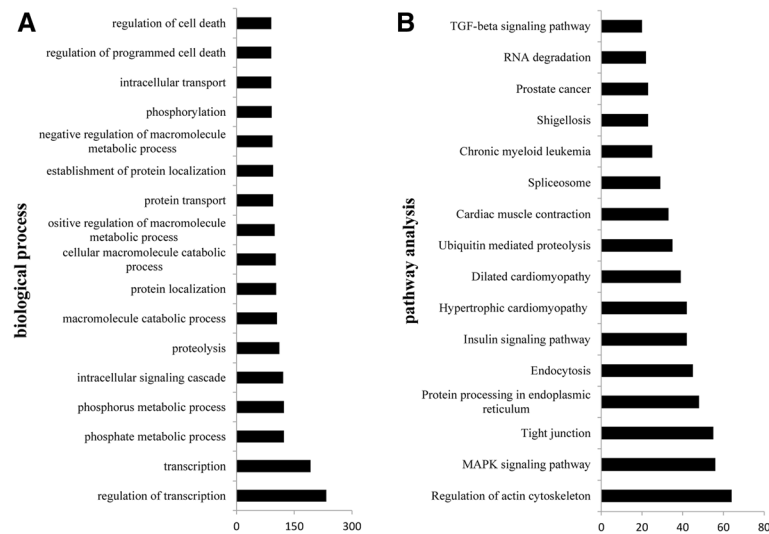 A
biological process
regulation of cell death
regulation of programmed cell death
intracellular transport
phosphorylation
negative regulation of macromolecule
metabolic process
establishment of protein localization
protein transport
ositive regulation of macromolecule
metabolic process
cellular macromolecule catabolic
process
protein localization
macromolecule catabolic process
proteolysis
intracellular signaling cascade
phosphorus metabolic process
phosphate metabolic process
transcription
regulation of transcription
0 150 300
B
pathway analysis
TGF-beta signaling pathway
RNA degradation
Prostate cancer
Shigellosis
Chronic myeloid leukemia
Spliceosome
Cardiac muscle contraction
Ubiquitin mediated proteolysis
Dilated cardiomyopathy
Hypertrophic cardiomyopathy
Insulin signaling pathway
Endocytosis
Protein processing in endoplasmic
reticulum
Tight junction
MAPK signaling pathway
Regulation of actin cytoskeleton
0 20 40 60 80